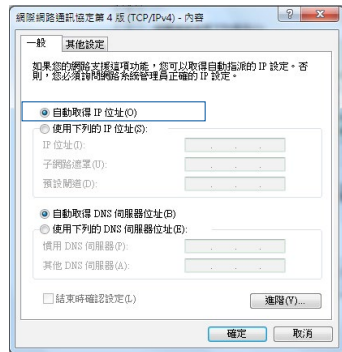 網際網路通訊協定第 4 版 (TCP/IPv4) - 內容
一般
其他設定
如果您的網路支援這項功能，您可以取得自動指派的 IP 設定。否
則，您必須詢問網路系統管理員正確的 IP 設定。
自動取得 IP 位址(O)
使用下列的 IP 位址(S):
IP 位址(I):
子網路遮罩(U):
預設閘道(D):
自動取得 DNS 伺服器位址(B)
使用下列的 DNS 伺服器位址(E):
慣用 DNS 伺服器(P):
其他 DNS 伺服器(A):
結束時確認設定(L)
進階(V)...
確定
取消